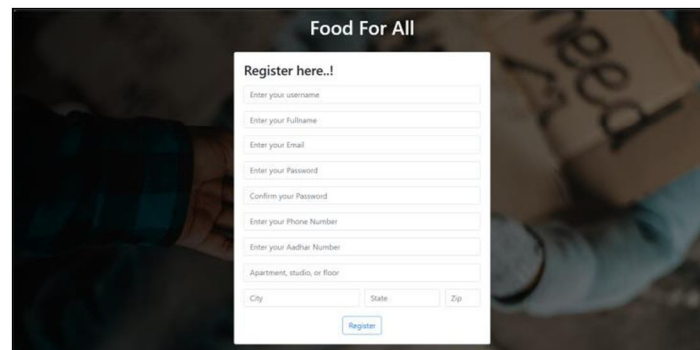 Food For All
Register here..!
Enter your username
Enter your Fullname
Enter your Email
Enter your Password
Confirm your Password
Enter your Phone Number
Enter your Aadhar Number
Apartment, studio, or floor
City State Zip
Register
need